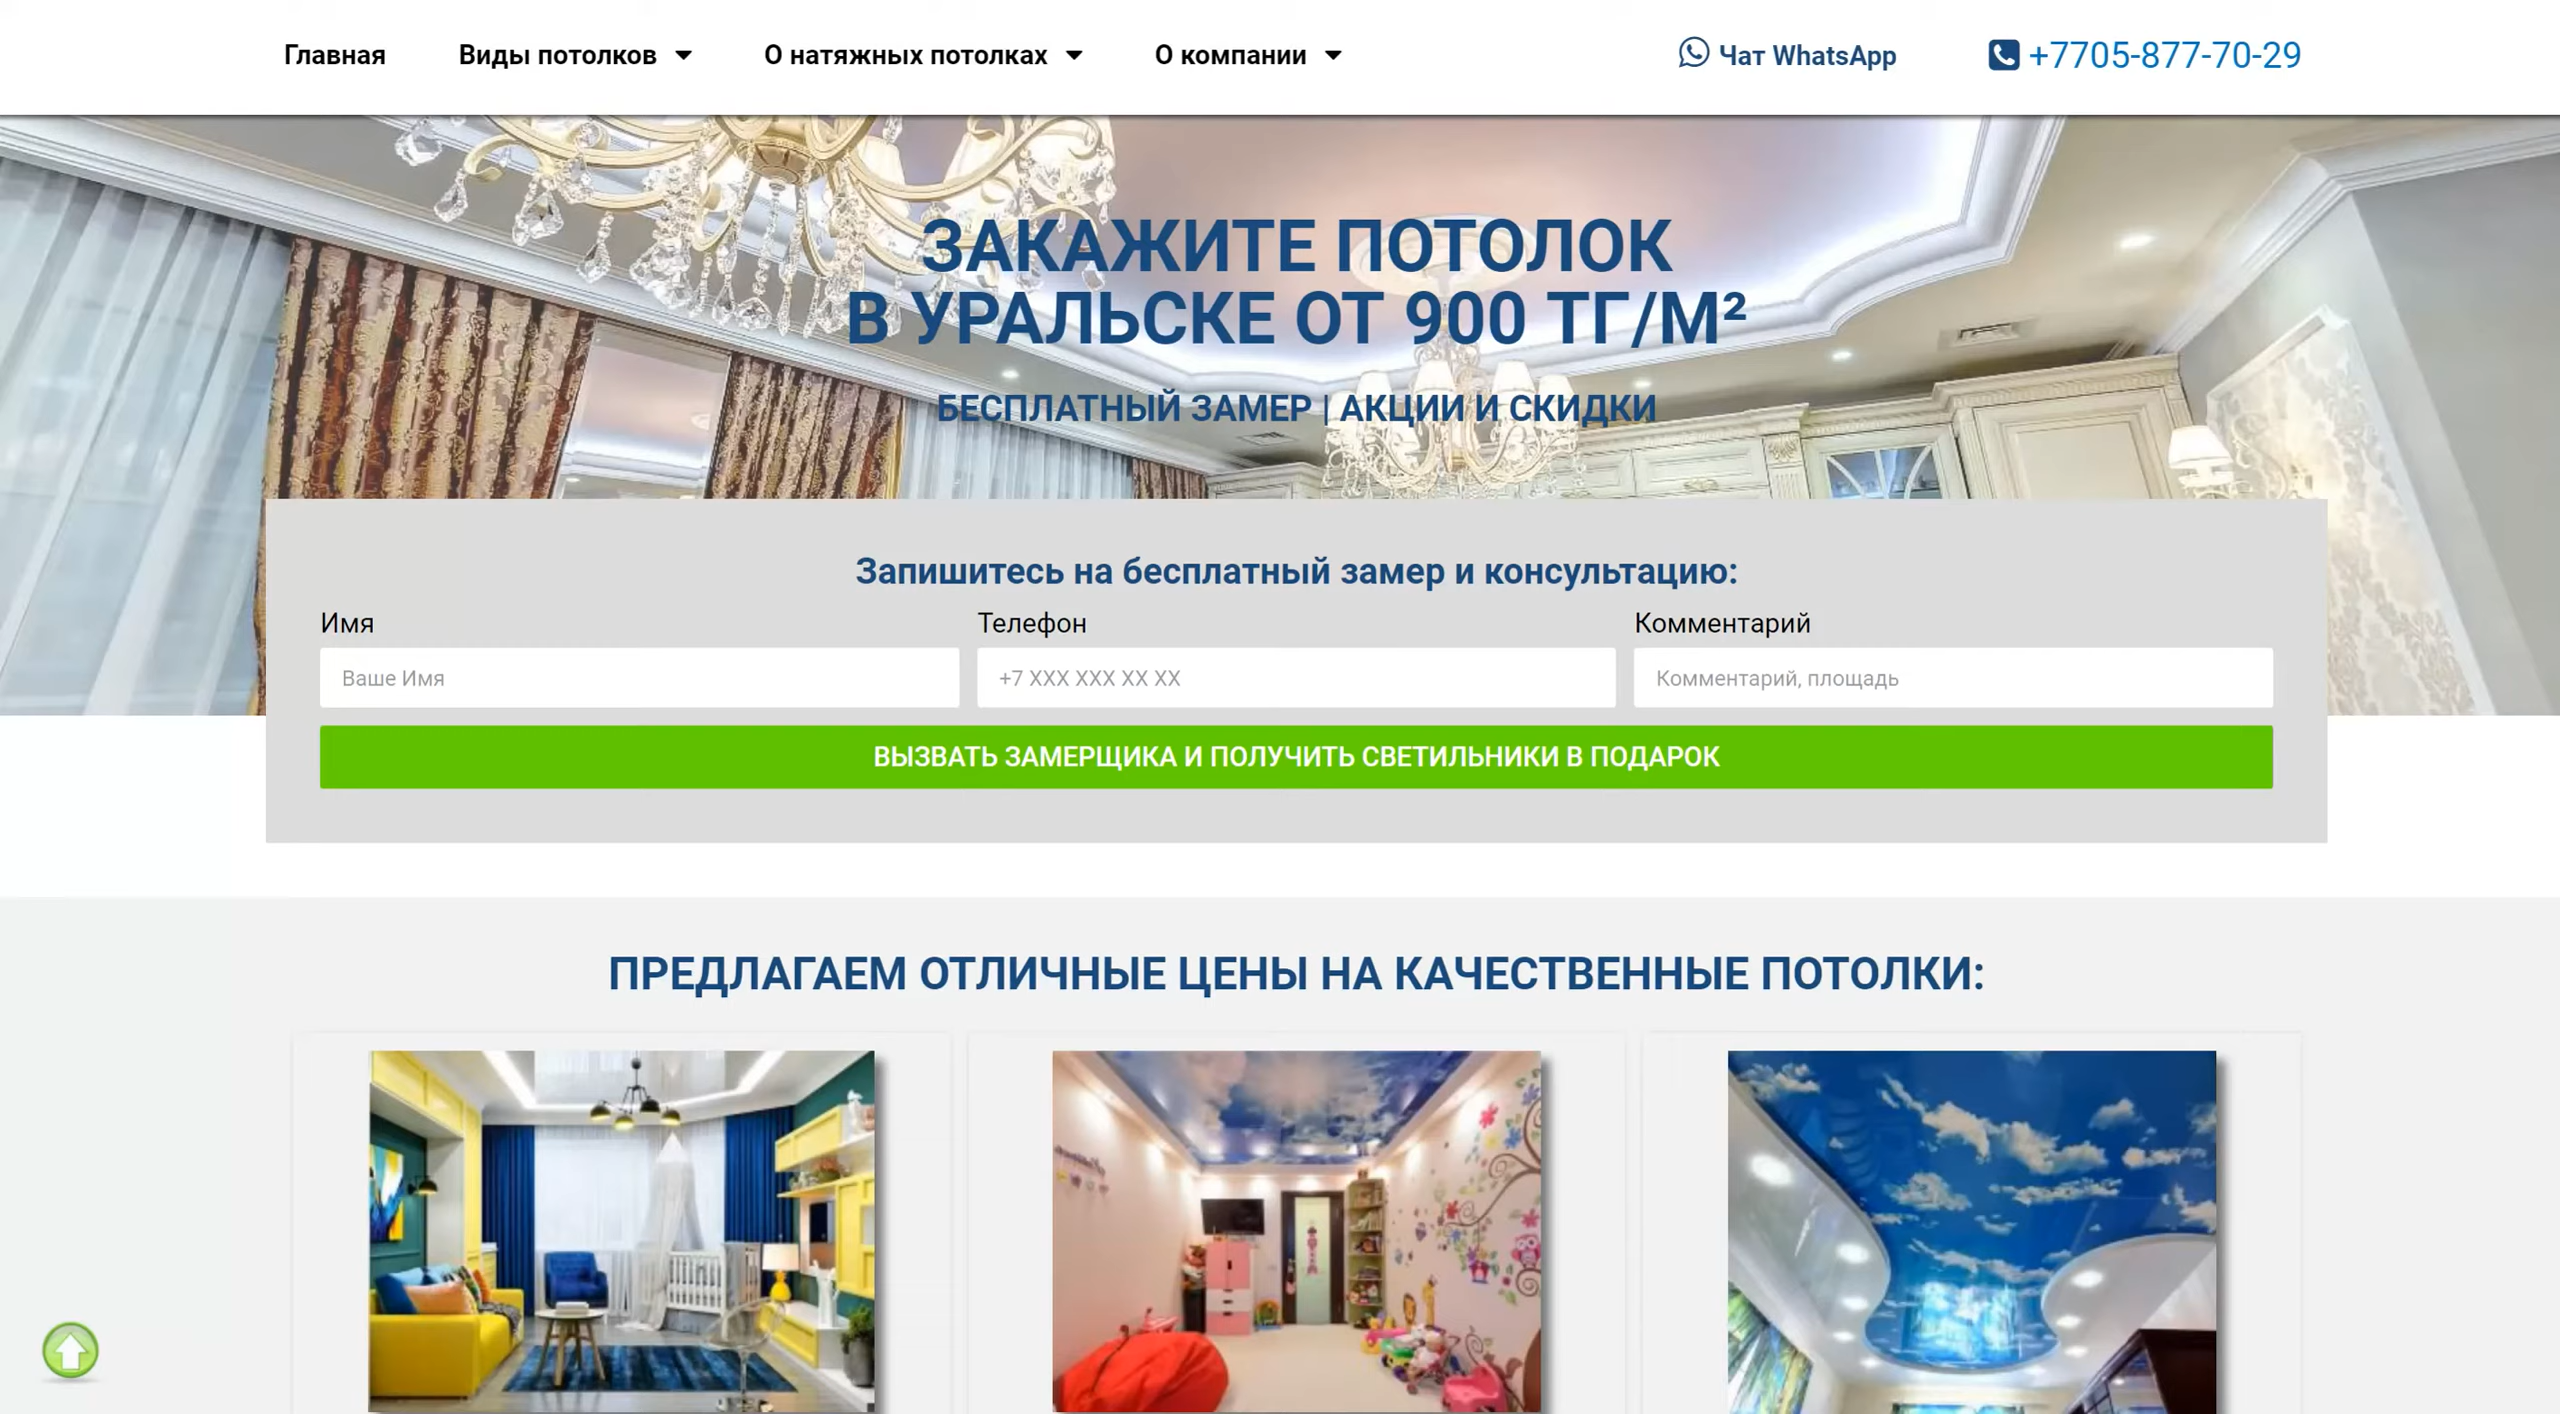 Главная
Виды потолков
О натяжных потолках
О компании
Чат WhatsApp
+7705-877-70-29
ЗАКАЖИТЕ ПОТОЛОК
В УРАЛЬСКЕ ОТ 900 ТГ/М²
БЕСПЛАТНЫЙ ЗАМЕР | АКЦИИ И СКИДКИ
Запишитесь на бесплатный замер и консультацию:
Имя
Телефон
Комментарий
Ваше Имя
+7 XXX XXX XX XX
Комментарий, площадь
ВЫЗВАТЬ ЗАМЕРЩИКА И ПОЛУЧИТЬ СВЕТИЛЬНИКИ В ПОДАРОК
ПРЕДЛАГАЕМ ОТЛИЧНЫЕ ЦЕНЫ НА КАЧЕСТВЕННЫЕ ПОТОЛКИ: